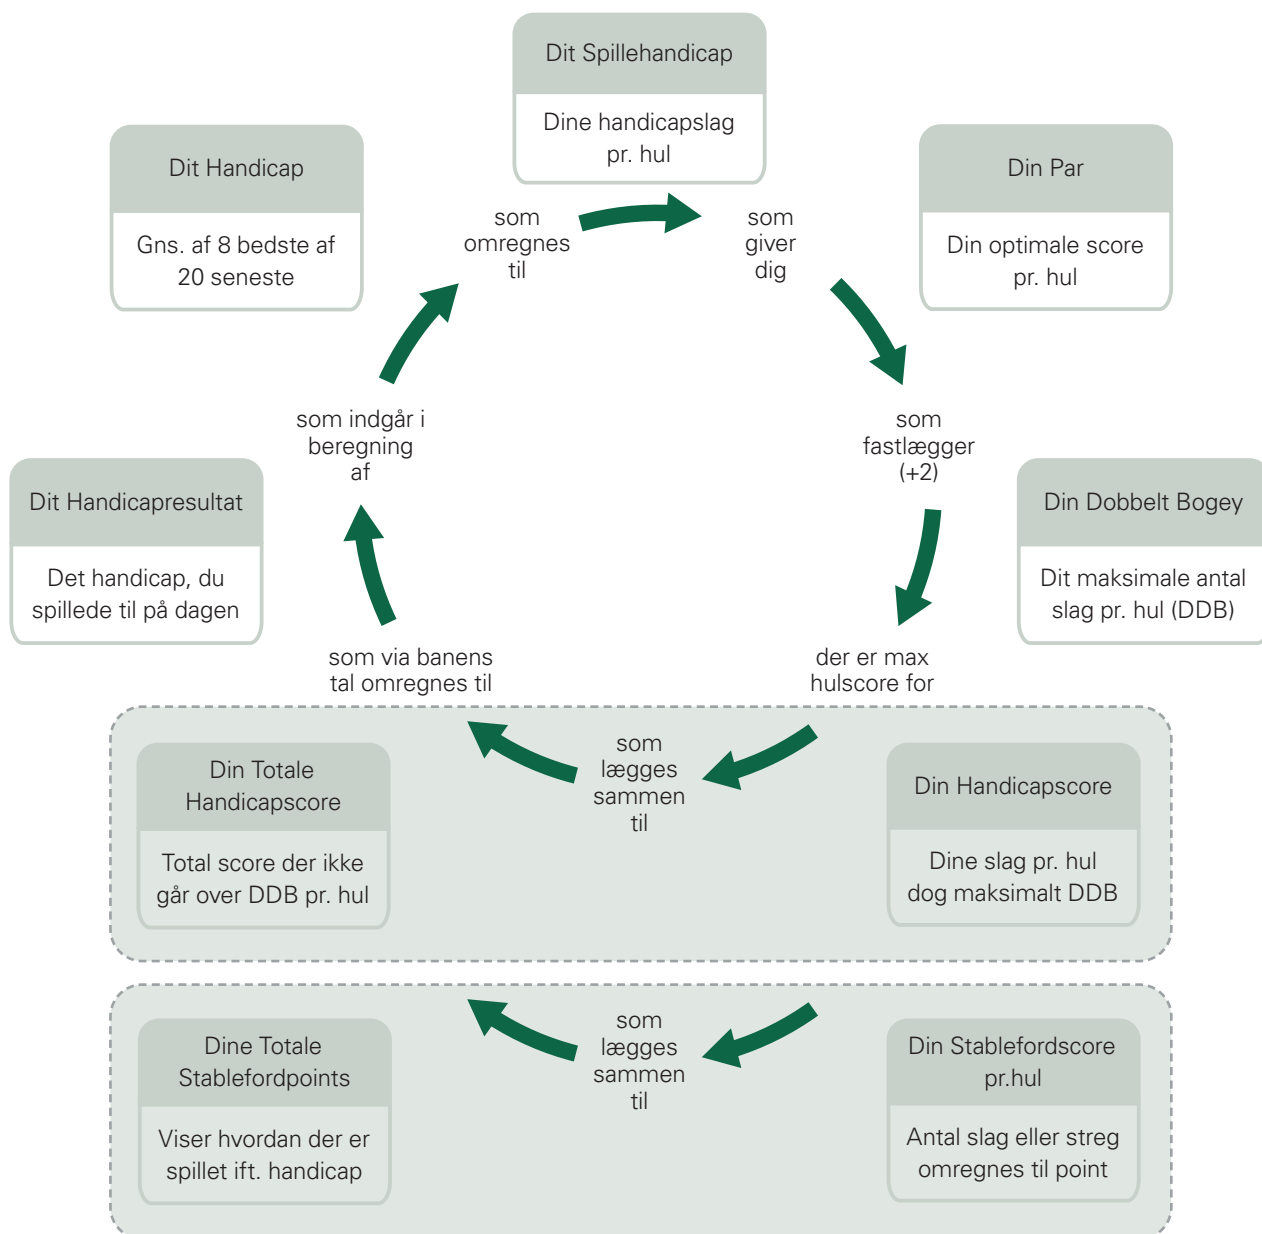 Dit Spillehandicap
Dine handicapslag
pr. hul
som
giver
dig
Din Par
Din optimale score
pr. hul
som
fastlægger
(+2)
Din Dobbelt Bogey
Dit maksimale antal
slag pr. hul (DDB)
der er max
hulscore for
Din Handicapscore
Dine slag pr. hul
dog maksimalt DDB
som
lægges
sammen
til
Din Totale
Handicapscore
Total score der ikke
går over DDB pr. hul
som via banens
tal omregnes til
Dit Handicapresultat
Det handicap, du
spillede til på dagen
som indgår i
beregning
af
Dit Handicap
Gns. af 8 bedste af
20 seneste
som
omregnes
til
Din Stablefordscore
pr.hul
Antal slag eller streg
omregnes til point
som
lægges
sammen
til
Dine Totale
Stablefordpoints
Viser hvordan der er
spillet ift. handicap